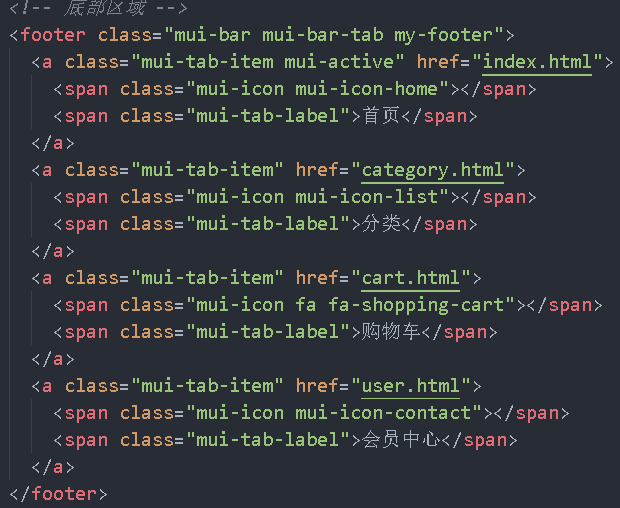 <!-- 底部区域 -->
<footer class="mui-bar mui-bar-tab my-footer">
<a class="mui-tab-item mui-active" href="index.html">
<span class="mui-icon mui-icon-home"></span>
<span class="mui-tab-label">首页</span>
</a>
<a class="mui-tab-item" href="category.html">
<span class="mui-icon mui-icon-list"></span>
<span class="mui-tab-label">分类</span>
</a>
<a class="mui-tab-item" href="cart.html">
<span class="mui-icon fa fa-shopping-cart"></span>
<span class="mui-tab-label">购物车</span>
</a>
<a class="mui-tab-item" href="user.html">
<span class="mui-icon mui-icon-contact"></span>
<span class="mui-tab-label">会员中心</span>
</a>
</footer>